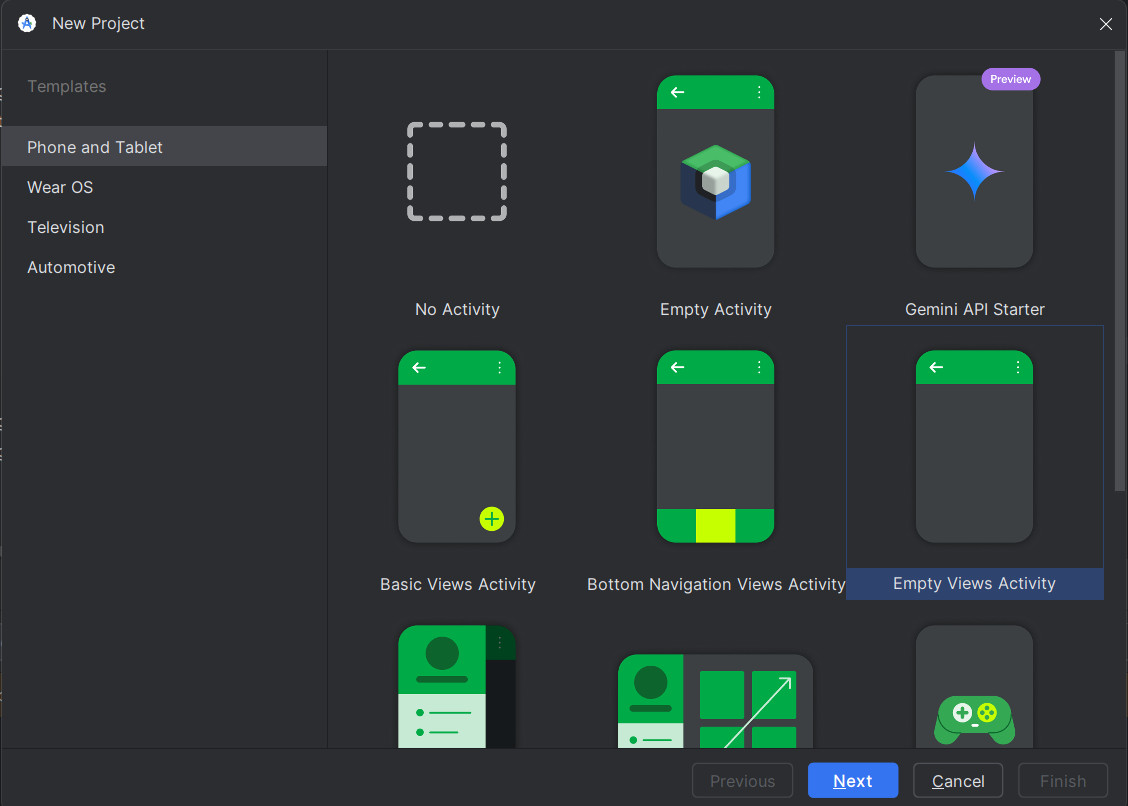 New Project
Templates
Phone and Tablet
Wear OS
Television
Automotive
Preview
No Activity
Empty Activity
Gemini API Starter
Basic Views Activity
Bottom Navigation Views Activity
Empty Views Activity
Previous
Next
Cancel
Finish